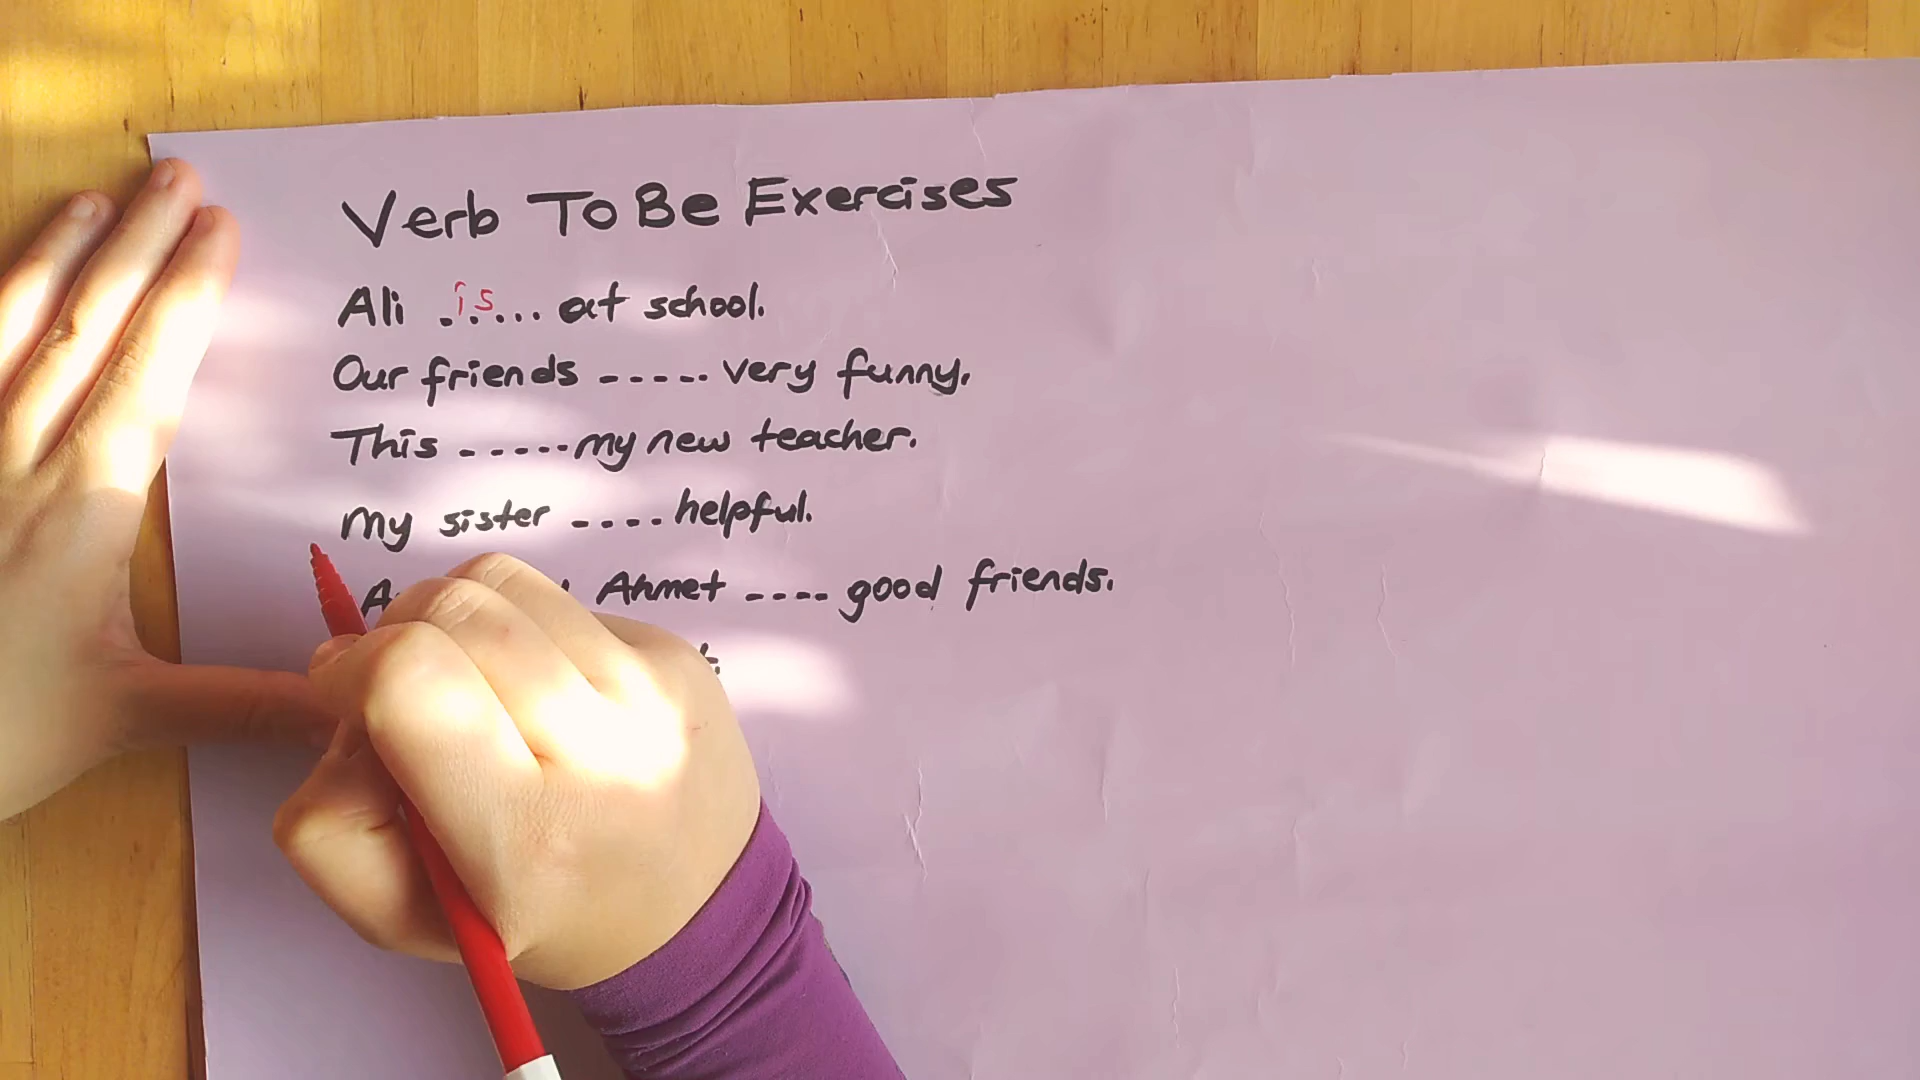 Verb To Be Exercises
Ali ..is... at school.
Our friends ----- very funny.
This ----- my new teacher.
My sister ---- helpful.
Ahmet ---- good friends.